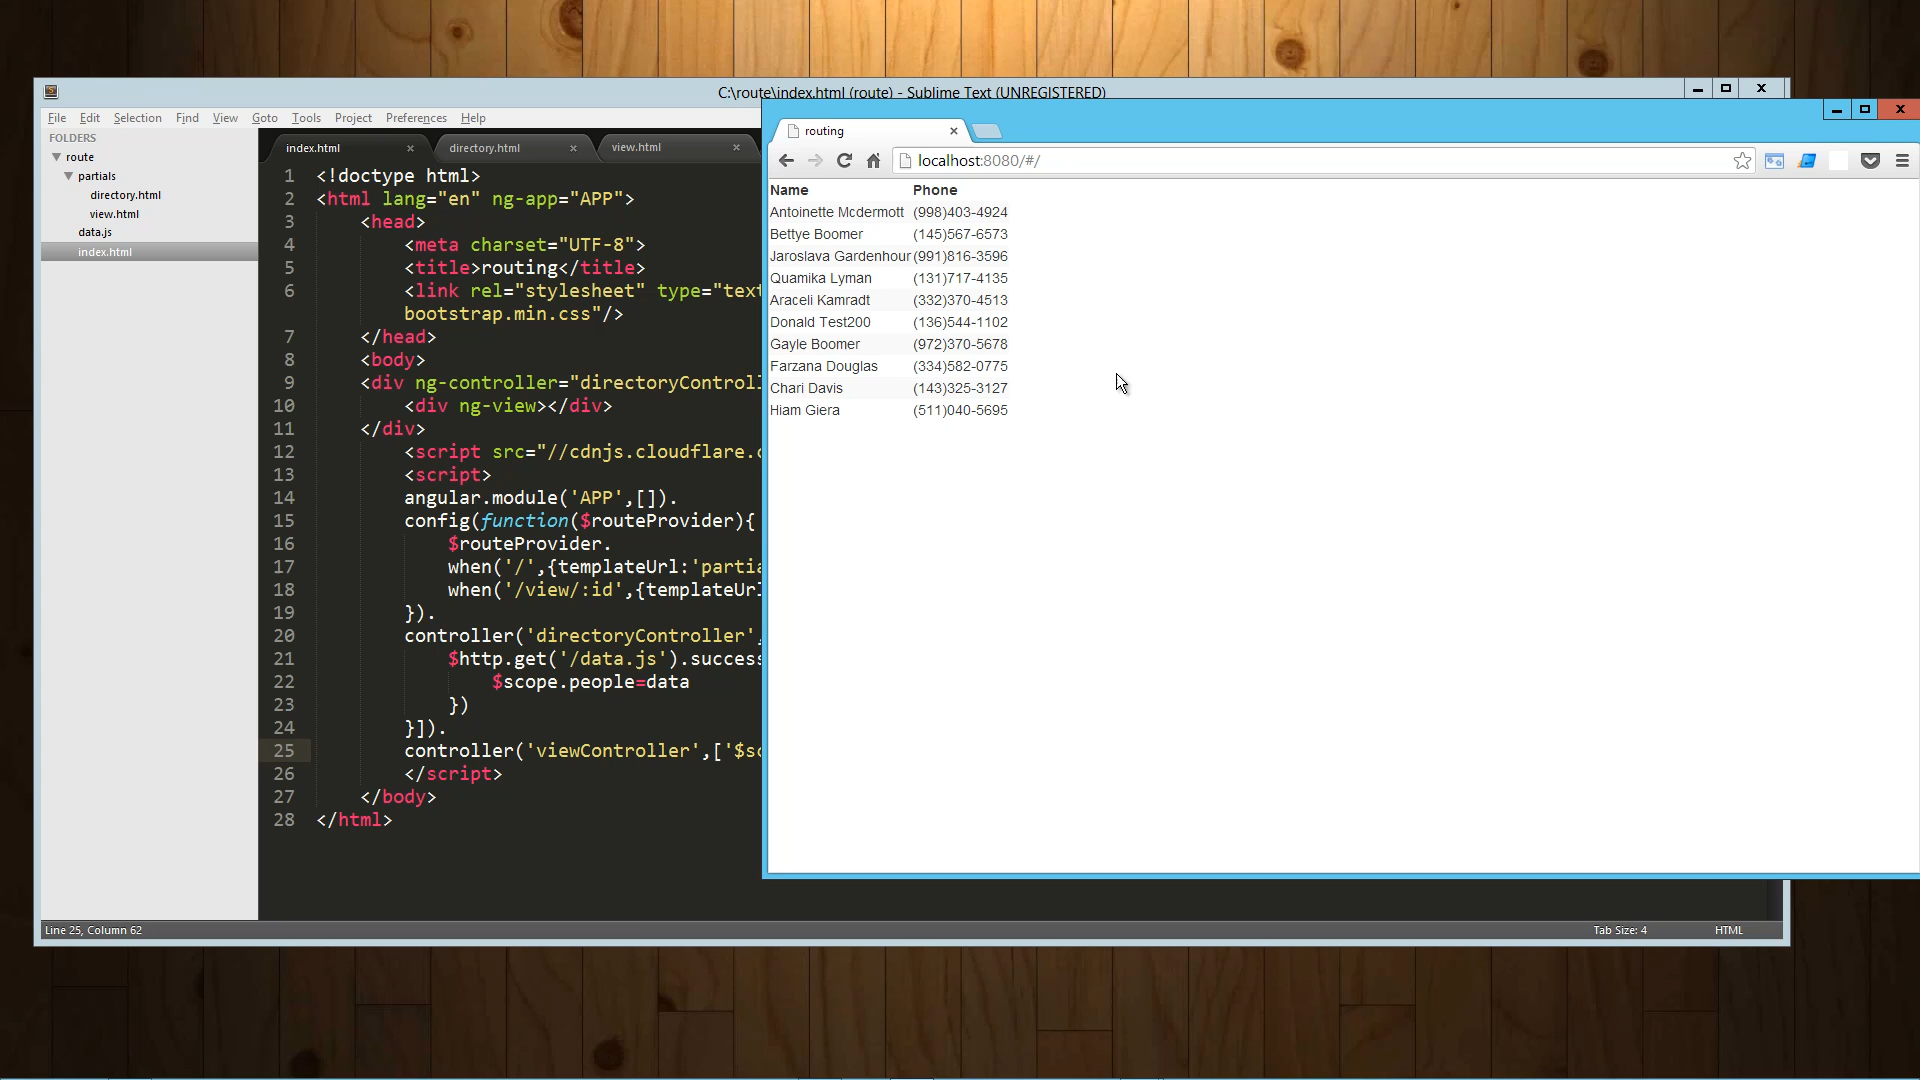 C:\route\index.html (route) - Sublime Text (UNREGISTERED)
File Edit Selection Find View Goto Tools Project Preferences Help
FOLDERS
route
partials
directory.html
view.html
data.js
index.html
index.html directory.html view.html
1 <!doctype html>
2 <html lang="en" ng-app="APP">
3 <head>
4 <meta charset="UTF-8">
5 <title>routing</title>
6 <link rel="stylesheet" type="text
bootstrap.min.css"/>
7 </head>
8 <body>
9 <div ng-controller="directoryControl
10 <div ng-view></div>
11 </div>
12 <script src="//cdnjs.cloudflare.
13 <script>
14 angular.module('APP',[]).
15 config(function($routeProvider){
16 $routeProvider.
17 when('/',{templateUrl:'partia
18 when('/view/:id',{templateUr
19 }).
20 controller('directoryController'
21 $http.get('/data.js').success
22 $scope.people=data
23 })
24 }]).
25 controller('viewController',['$sc
26 </script>
27 </body>
28 </html>
Line 25, Column 62
Tab Size: 4 HTML
routing
localhost:8080/#/
Name Phone
Antoinette Mcdermott (998)403-4924
Bettye Boomer (145)567-6573
Jaroslava Gardenhour (991)816-3596
Quamika Lyman (131)717-4135
Araceli Kamradt (332)370-4513
Donald Test200 (136)544-1102
Gayle Boomer (972)370-5678
Farzana Douglas (334)582-0775
Chari Davis (143)325-3127
Hiam Giera (511)040-5695